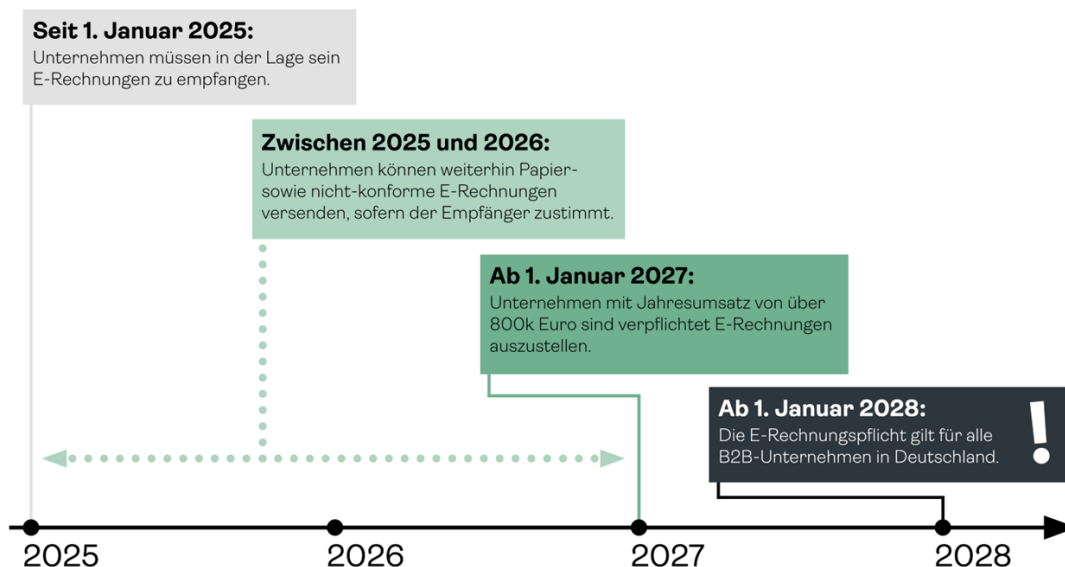 Seit 1. Januar 2025:
Unternehmen müssen in der Lage sein
E-Rechnungen zu empfangen.
Zwischen 2025 und 2026:
Unternehmen können weiterhin Papier-
sowie nicht-konforme E-Rechnungen
versenden, sofern der Empfänger zustimmt.
Ab 1. Januar 2027:
Unternehmen mit Jahresumsatz von über
800k Euro sind verpflichtet E-Rechnungen
auszustellen.
Ab 1. Januar 2028:
Die E-Rechnungspflicht gilt für alle
B2B-Unternehmen in Deutschland.
!
2025 2026 2027 2028